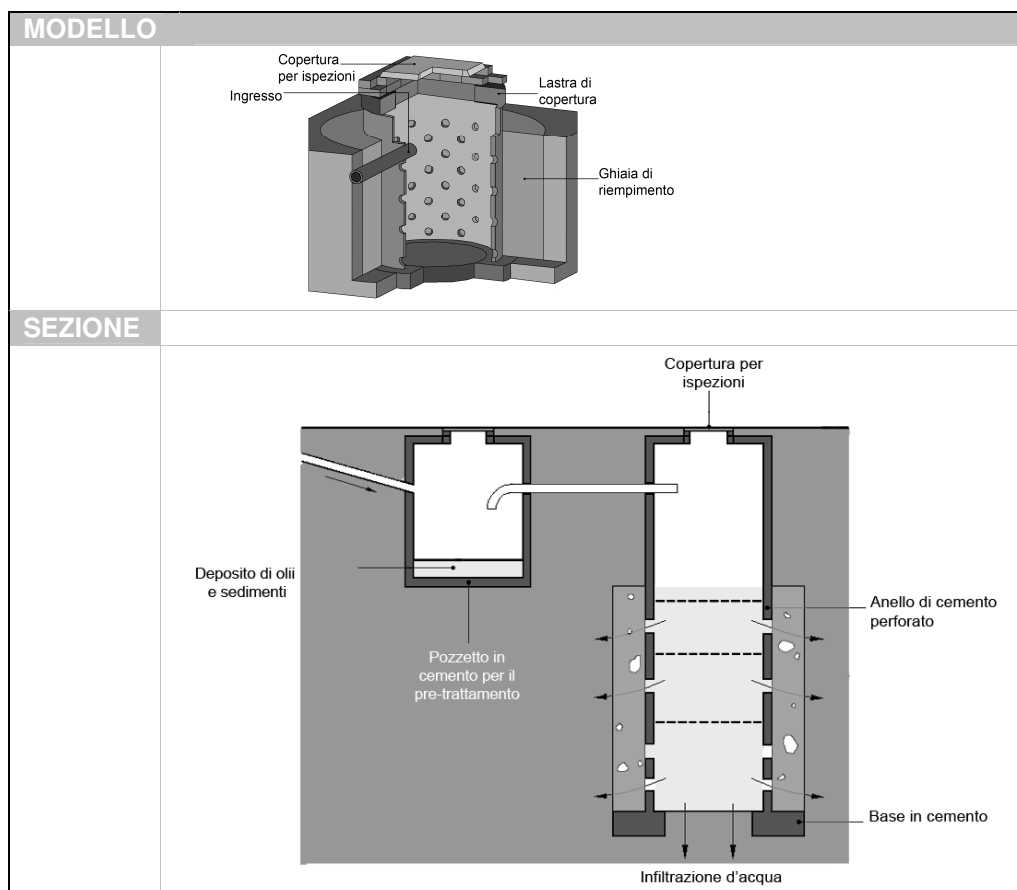 MODELLO
Copertura
per ispezioni
Ingresso
Lastra di
copertura
Ghiaia di
riempimento
SEZIONE
Copertura per
ispezioni
Deposito di olii
e sedimenti
Pozzetto in
cemento per il
pre-trattamento
Anello di cemento
perforato
Base in cemento
Infiltrazione d'acqua